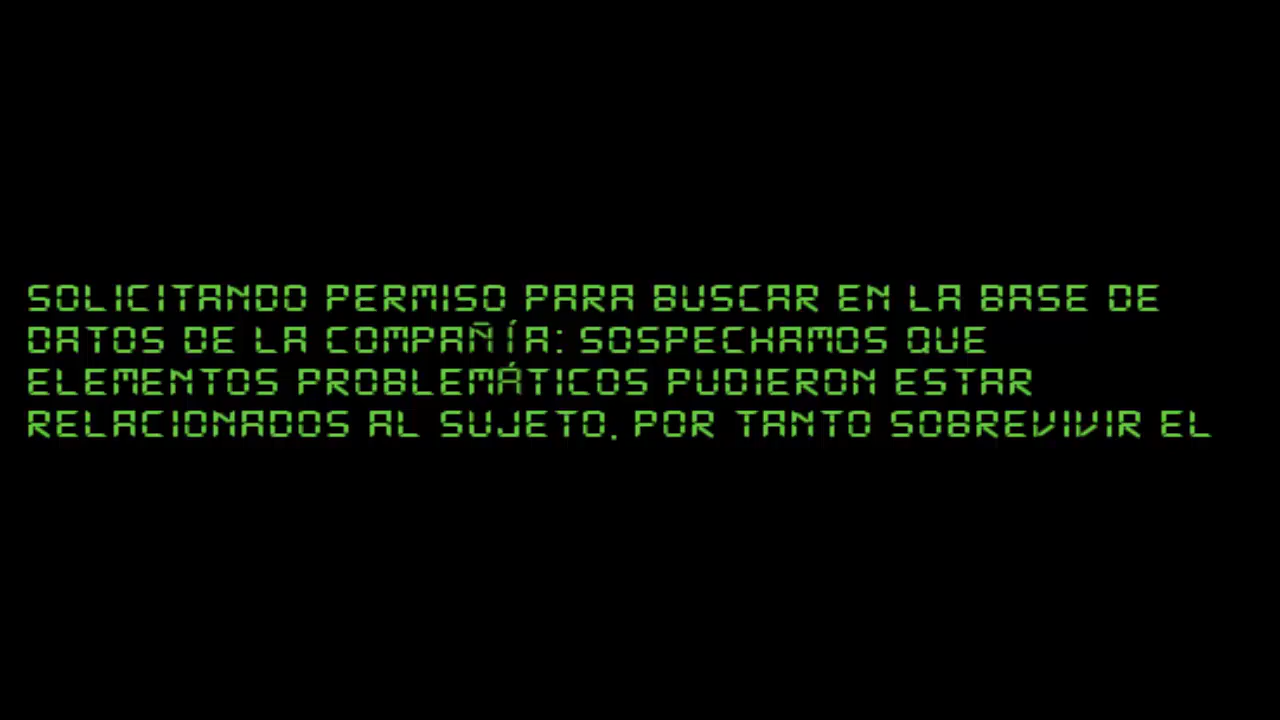 SOLICITANDO PERMISO PARA BUSCAR EN LA BASE DE
DATOS DE LA COMPAÑÍA: SOSPECHAMOS QUE
ELEMENTOS PROBLEMÁTICOS PUDIERON ESTAR
RELACIONADOS AL SUJETO. POR TANTO SOBREVIVIR EL